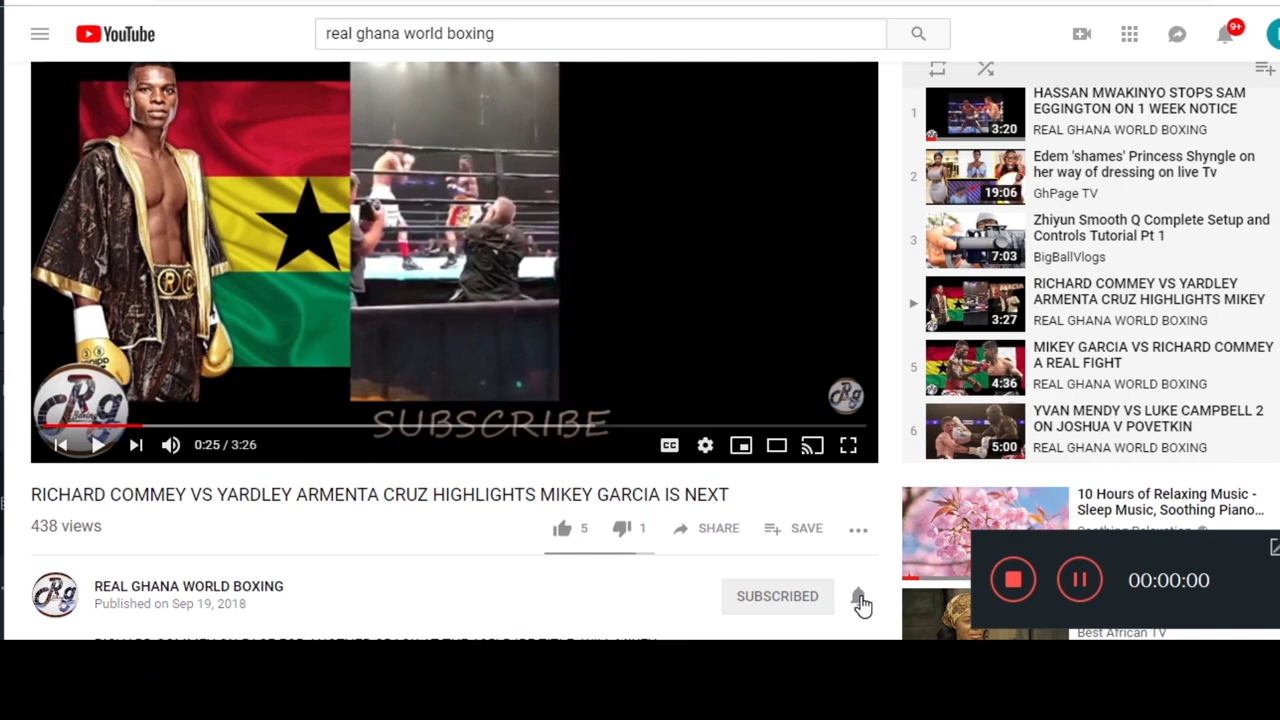 YouTube
real ghana world boxing
9+
RC
Rg
Boxing
SUBSCRIBE
0:25 / 3:26
CC
RICHARD COMMEY VS YARDLEY ARMENTA CRUZ HIGHLIGHTS MIKEY GARCIA IS NEXT
438 views
5
1
SHARE
SAVE
REAL GHANA WORLD BOXING
Published on Sep 19, 2018
SUBSCRIBED
1
3:20
HASSAN MWAKINYO STOPS SAM
EGGINGTON ON 1 WEEK NOTICE
REAL GHANA WORLD BOXING
2
19:06
Edem 'shames' Princess Shyngle on
her way of dressing on live Tv
GhPage TV
3
7:03
Zhiyun Smooth Q Complete Setup and
Controls Tutorial Pt 1
BigBallVlogs
3:27
RICHARD COMMEY VS YARDLEY
ARMENTA CRUZ HIGHLIGHTS MIKEY
REAL GHANA WORLD BOXING
5
4:36
MIKEY GARCIA VS RICHARD COMMEY
A REAL FIGHT
REAL GHANA WORLD BOXING
6
5:00
YVAN MENDY VS LUKE CAMPBELL 2
ON JOSHUA V POVETKIN
REAL GHANA WORLD BOXING
10 Hours of Relaxing Music -
Sleep Music, Soothing Piano...
Soothing Relaxation
00:00:00
Best African TV